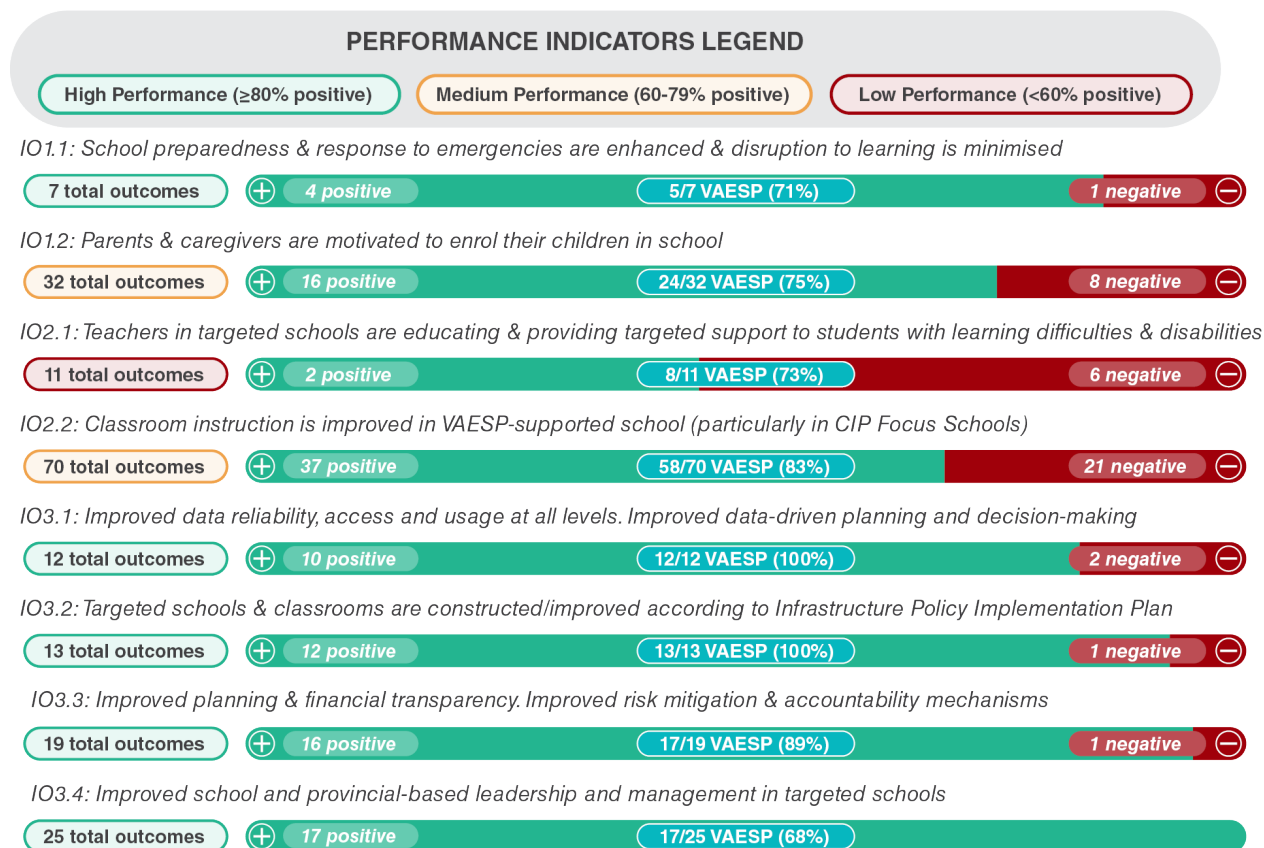 PERFORMANCE INDICATORS LEGEND
High Performance (≥80% positive) Medium Performance (60-79% positive) Low Performance (<60% positive)
IO1.1: School preparedness & response to emergencies are enhanced & disruption to learning is minimised
7 total outcomes 4 positive 5/7 VAESP (71%) 1 negative
IO1.2: Parents & caregivers are motivated to enrol their children in school
32 total outcomes 16 positive 24/32 VAESP (75%) 8 negative
IO2.1: Teachers in targeted schools are educating & providing targeted support to students with learning difficulties & disabilities
11 total outcomes 2 positive 8/11 VAESP (73%) 6 negative
IO2.2: Classroom instruction is improved in VAESP-supported school (particularly in CIP Focus Schools)
70 total outcomes 37 positive 58/70 VAESP (83%) 21 negative
IO3.1: Improved data reliability, access and usage at all levels. Improved data-driven planning and decision-making
12 total outcomes 10 positive 12/12 VAESP (100%) 2 negative
IO3.2: Targeted schools & classrooms are constructed/improved according to Infrastructure Policy Implementation Plan
13 total outcomes 12 positive 13/13 VAESP (100%) 1 negative
IO3.3: Improved planning & financial transparency. Improved risk mitigation & accountability mechanisms
19 total outcomes 16 positive 17/19 VAESP (89%) 1 negative
IO3.4: Improved school and provincial-based leadership and management in targeted schools
25 total outcomes 17 positive 17/25 VAESP (68%)